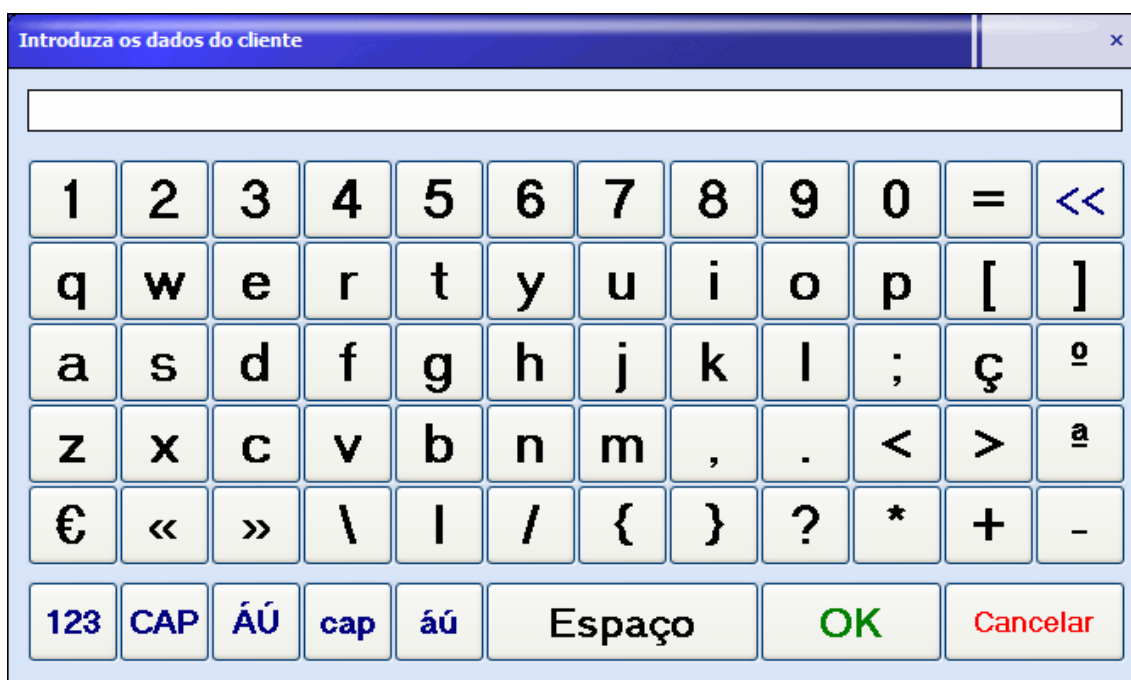 Introduza os dados do cliente x
1 2 3 4 5 6 7 8 9 0 = <<
q w e r t y u i o p [ ]
a s d f g h j k l ; ç º
z x c v b n m , . < > ª
€ « » \ | / { } ? * + -
123 CAP ÁÚ cap áú Espaço OK Cancelar